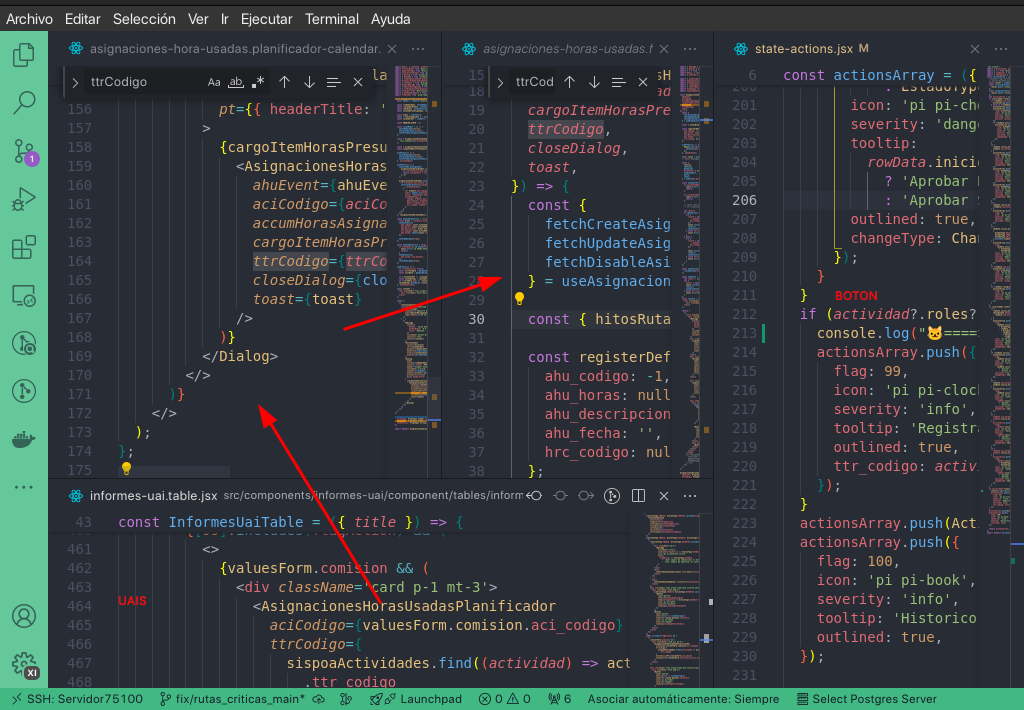 Archivo Editar Selección Ver Ir Ejecutar Terminal Ayuda
asignaciones-hora-usadas.planificador-calendar.
ttrCodigo
Aa ab .*
156 pt={{ headerTitle: '
157 >
158 {cargoItemHorasPresu
159 <AsignacionesHoras
160 ahuEvent={ahuEve
161 aciCodigo={aciCo
162 accumHorasAsigna
163 cargoItemHorasPr
164 ttrCodigo={ttrCo
165 closeDialog={clo
166 toast={toast}
167 />
168 )}
169 </Dialog>
170 </>
171 )}
172 </>
173 );
174 };
175
asignaciones-horas-usadas.f
ttrCod
15
18
19 cargoItemHorasPre
20 ttrCodigo,
21 closeDialog,
22 toast,
23 }) => {
24 const {
25 fetchCreateAsig
26 fetchUpdateAsig
27 fetchDisableAsi
28 } = useAsignacion
29
30 const { hitosRuta
31
32 const registerDef
33 ahu_codigo: -1,
34 ahu_horas: null
35 ahu_descripcion
36 ahu_fecha: '',
37 hrc_codigo: nul
38 };
state-actions.jsx M
6 const actionsArray = ({
200 : EstadoType
201 icon: 'pi pi-che
202 severity: 'dange
203 tooltip:
204 rowData.inicio
205 ? 'Aprobar
206 : 'Aprobar
207 outlined: true,
208 changeType: Chan
209 });
210 }
211 } BOTON
212 if (actividad?.roles?
213 console.log("🐱=====
214 actionsArray.push({
215 flag: 99,
216 icon: 'pi pi-clock
217 severity: 'info',
218 tooltip: 'Registra
219 outlined: true,
220 ttr_codigo: activi
221 });
222 }
223 actionsArray.push(Act
224 actionsArray.push({
225 flag: 100,
226 icon: 'pi pi-book',
227 severity: 'info',
228 tooltip: 'Historico
229 outlined: true,
230 });
231
informes-uai.table.jsx src/components/informes-uai/component/tables/inform
43 const InformesUaiTable = ({ title }) => {
461 <>
462 {valuesForm.comision && (
463 <div className="card p-1 mt-3">
464 <AsignacionesHorasUsadasPlanificador
UAIS
465 aciCodigo={valuesForm.comision.aci_codigo}
466 ttrCodigo={
467 sispoaActividades.find((actividad) => act
468 .ttr_codigo
1
XI
SSH: Servidor75100 fix/rutas_criticas_main* Launchpad 0 0 6 Asociar automáticamente: Siempre Select Postgres Server